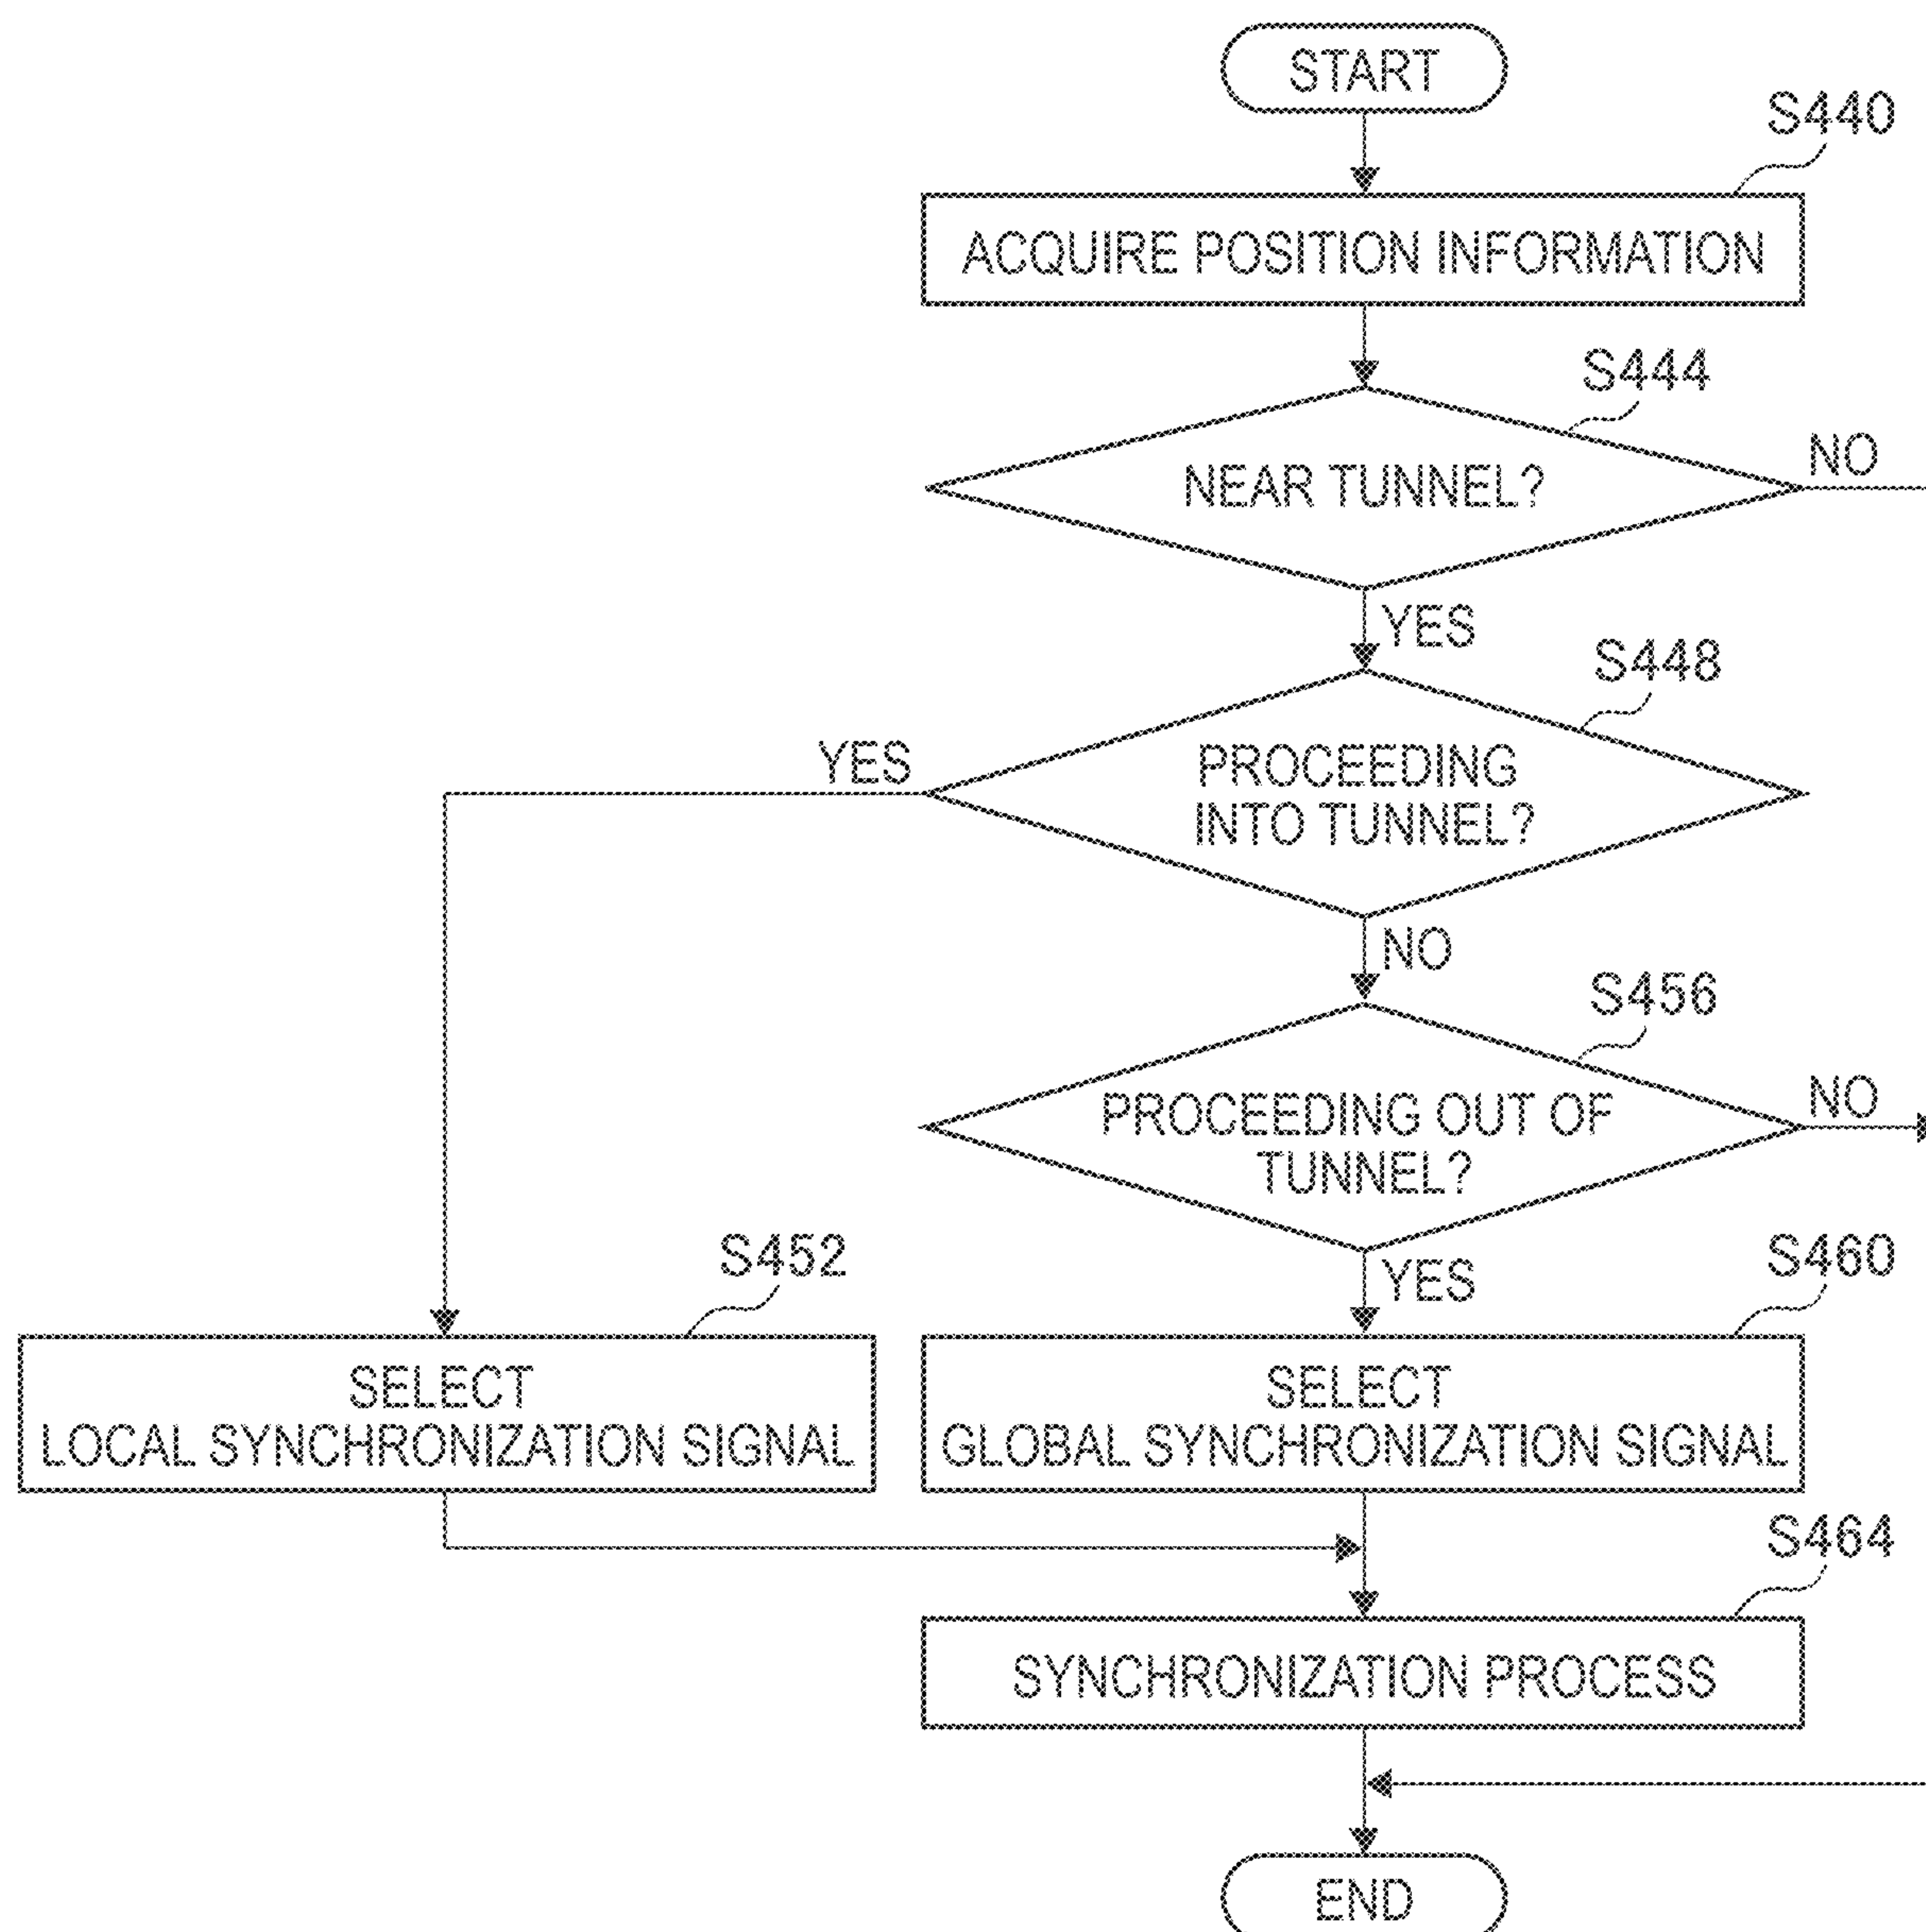 START
S440
ACQUIRE POSITION INFORMATION
S444
NEAR TUNNEL?
NO
YES
S448
YES
PROCEEDING
INTO TUNNEL?
NO
S456
PROCEEDING OUT OF
TUNNEL?
NO
YES
S452
S460
SELECT
LOCAL SYNCHRONIZATION SIGNAL
SELECT
GLOBAL SYNCHRONIZATION SIGNAL
S464
SYNCHRONIZATION PROCESS
END